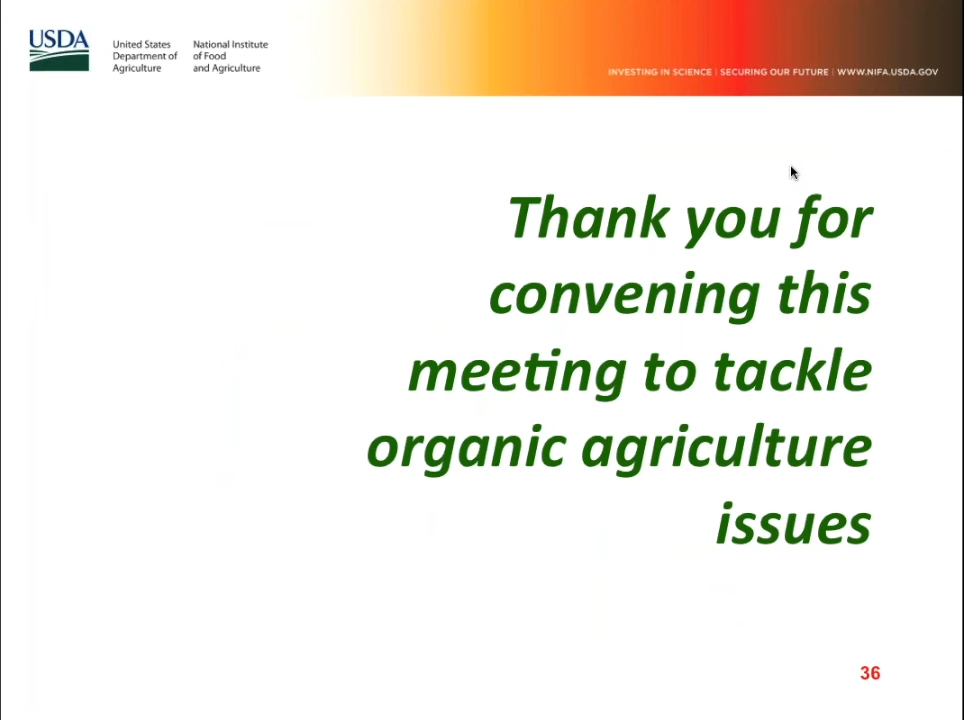 USDA
United States
Department of
Agriculture
National Institute
of Food
and Agriculture
INVESTING IN SCIENCE | SECURING OUR FUTURE | WWW.NIFA.USDA.GOV
Thank you for
convening this
meeting to tackle
organic agriculture
issues
36